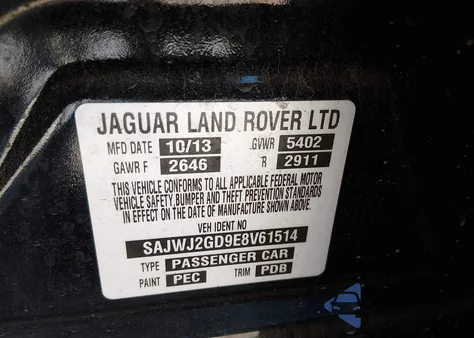 JAGUAR LAND ROVER LTD
MFD DATE 10/13 GVWR 5402
GAWR F 2646 R 2911
THIS VEHICLE CONFORMS TO ALL APPLICABLE FEDERAL MOTOR
VEHICLE SAFETY,BUMPER AND THEFT PREVENTION STANDARDS
IN EFFECT ON THE DATE OF MANUFACTURE SHOWN ABOVE.
VEH IDENT NO
SAJWJ2GD9E8V61514
TYPE PASSENGER CAR
PAINT PEC TRIM PDB